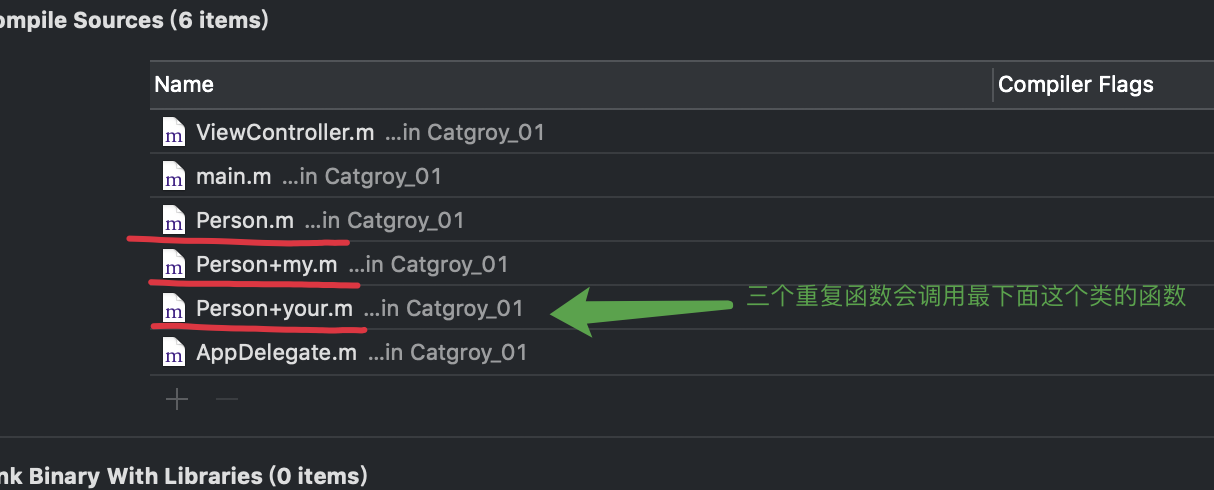 ompile Sources (6 items)
Name Compiler Flags
m ViewController.m ...in Catgroy_01
m main.m ...in Catgroy_01
m Person.m ...in Catgroy_01
m Person+my.m ...in Catgroy_01
m Person+your.m ...in Catgroy_01 三个重复函数会调用最下面这个类的函数
m AppDelegate.m ...in Catgroy_01
nk Binary With Libraries (0 items)